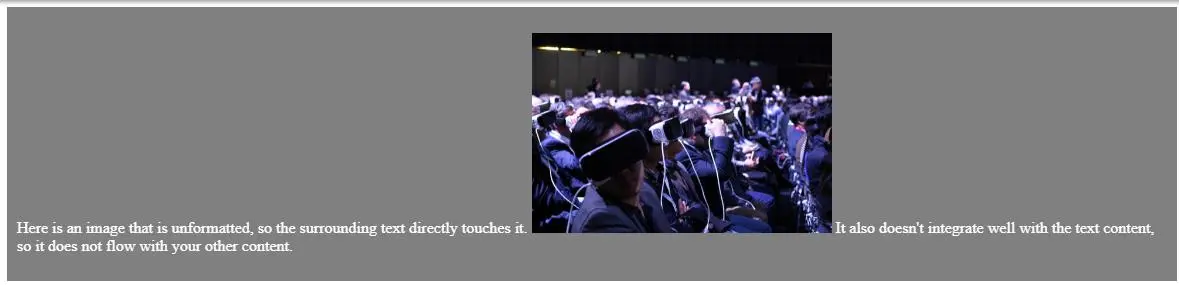 Here is an image that is unformatted, so the surrounding text directly touches it. It also doesn't integrate well with the text content,
so it does not flow with your other content.